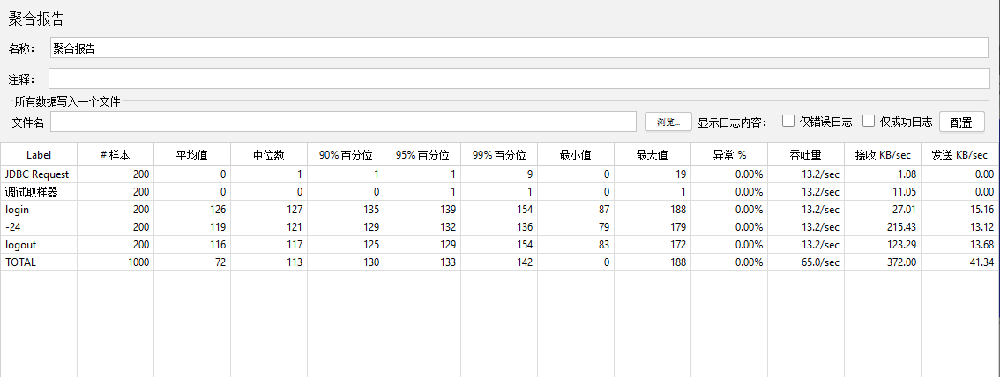 聚合报告
名称： 聚合报告
注释：
所有数据写入一个文件
文件名 浏览... 显示日志内容： 仅错误日志 仅成功日志 配置
Label # 样本 平均值 中位数 90% 百分位 95% 百分位 99% 百分位 最小值 最大值 异常 % 吞吐量 接收 KB/sec 发送 KB/sec
JDBC Request 200 0 1 1 1 9 0 19 0.00% 13.2/sec 1.08 0.00
调试取样器 200 0 0 0 1 1 0 1 0.00% 13.2/sec 11.05 0.00
login 200 126 127 135 139 154 87 188 0.00% 13.2/sec 27.01 15.16
-24 200 119 121 129 132 136 79 179 0.00% 13.2/sec 215.43 13.12
logout 200 116 117 125 129 154 83 172 0.00% 13.2/sec 123.29 13.68
TOTAL 1000 72 113 130 133 142 0 188 0.00% 65.0/sec 372.00 41.34